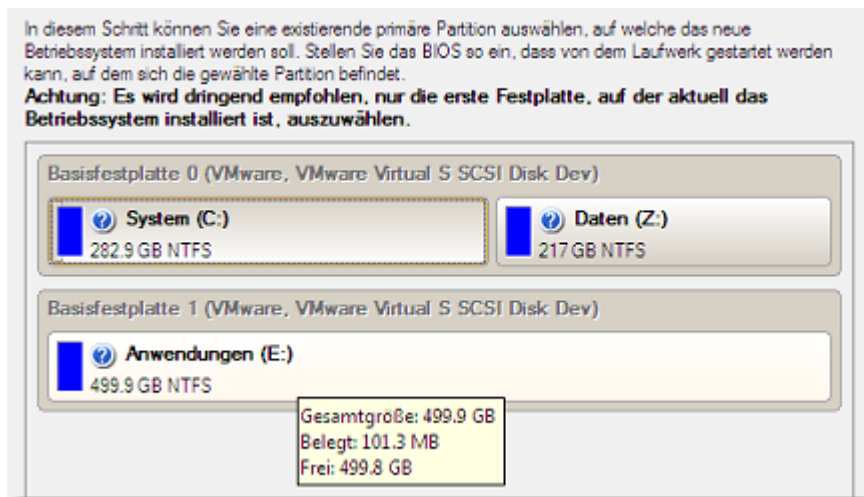 In diesem Schritt können Sie eine existierende primäre Partition auswählen, auf welche das neue
Betriebssystem installiert werden soll. Stellen Sie das BIOS so ein, dass von dem Laufwerk gestartet werden
kann, auf dem sich die gewählte Partition befindet.
Achtung: Es wird dringend empfohlen, nur die erste Festplatte, auf der aktuell das
Betriebssystem installiert ist, auszuwählen.
Basisfestplatte 0 (VMware, VMware Virtual S SCSI Disk Dev)
System (C:)
282.9 GB NTFS
Daten (Z:)
217 GB NTFS
Basisfestplatte 1 (VMware, VMware Virtual S SCSI Disk Dev)
Anwendungen (E:)
499.9 GB NTFS
Gesamtgröße: 499.9 GB
Belegt: 101.3 MB
Frei: 499.8 GB